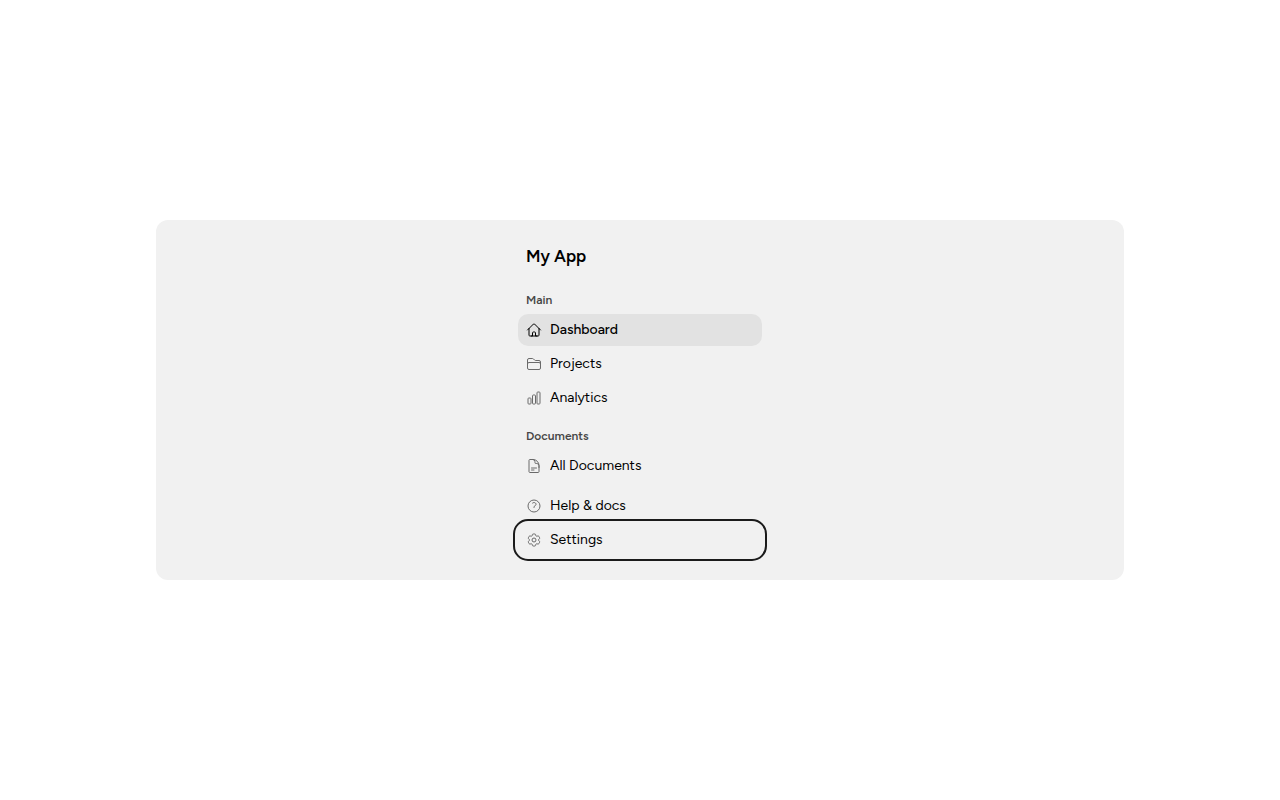 My App
Main
Dashboard
Projects
Analytics
Documents
All Documents
Help & docs
Settings